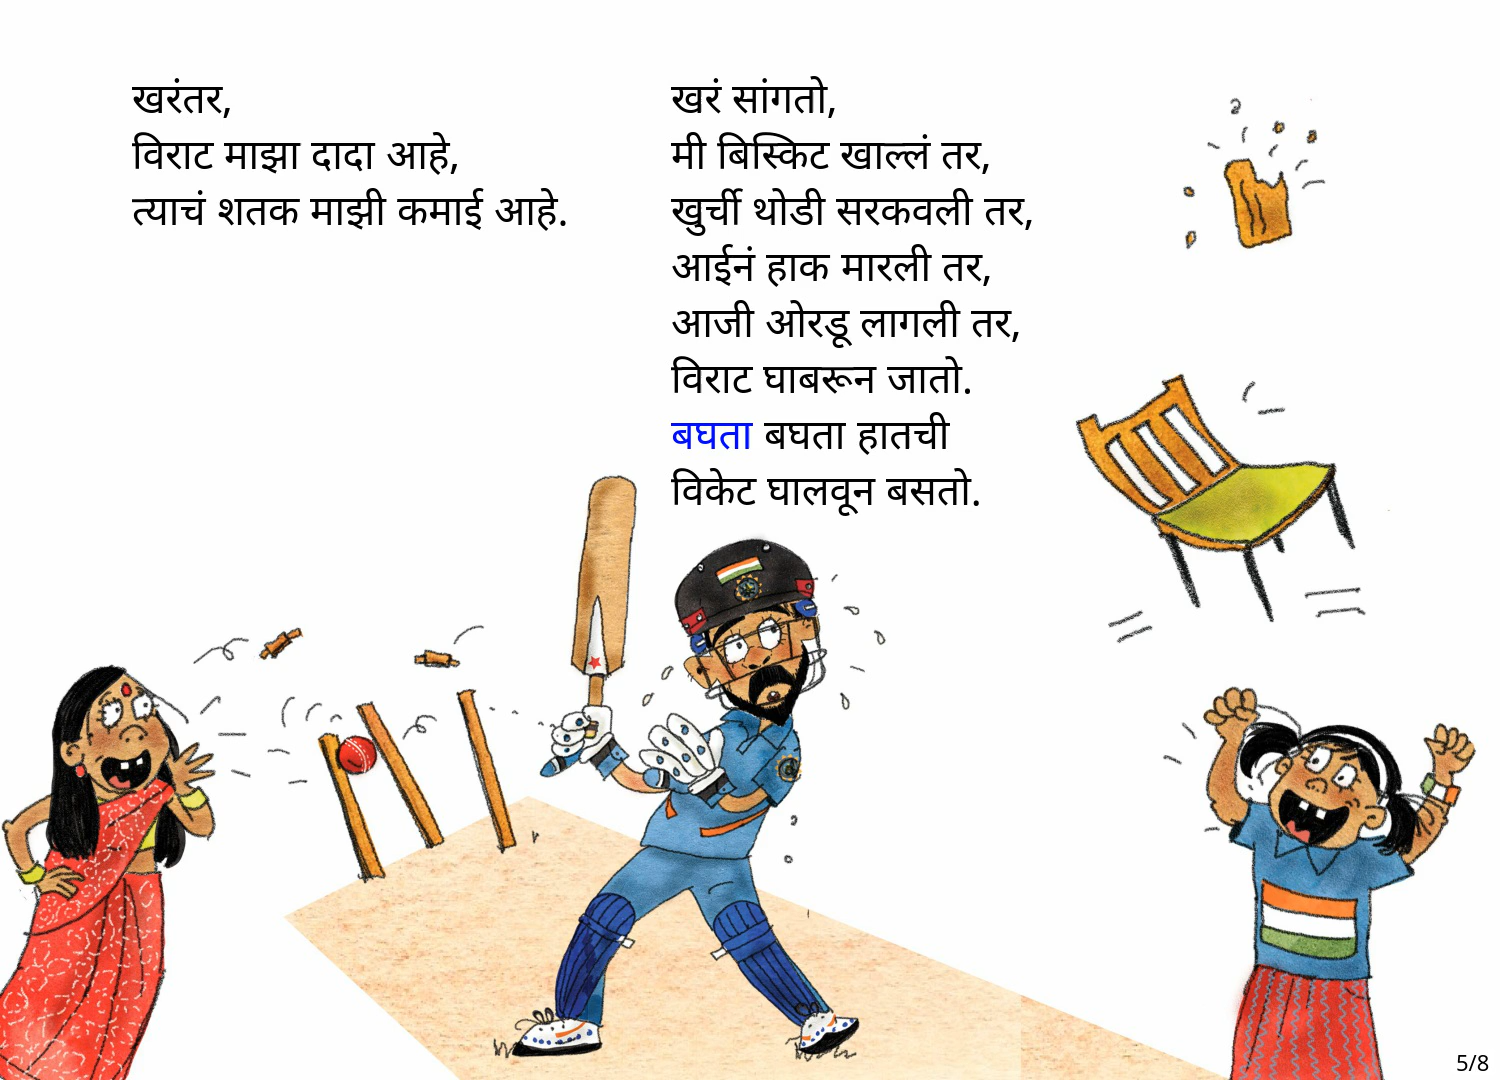 खरंतर,
विराट माझा दादा आहे,
त्याचं शतक माझी कमाई आहे.
खरं सांगतो,
मी बिस्किट खाल्लं तर,
खुर्ची थोडी सरकवली तर,
आईनं हाक मारली तर,
आजी ओरडू लागली तर,
विराट घाबरून जातो.
बघता बघता हातची
विकेट घालवून बसतो.
5/8